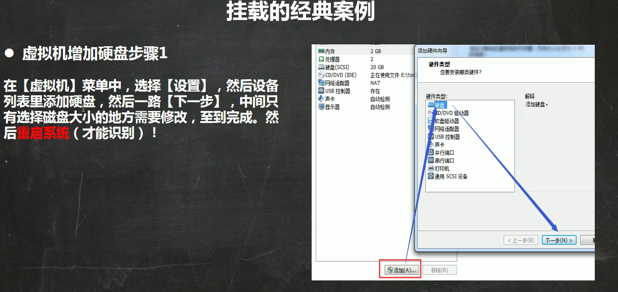 挂载的经典案例
● 虚拟机增加硬盘步骤1
在【虚拟机】菜单中，选择【设置】，然后设备
列表里添加硬盘，然后一路【下一步】，中间只
有选择磁盘大小的地方需要修改，至到完成。然
后重启系统（才能识别）！
内存 2 GB
处理器 2
硬盘(SCSI) 20 GB
CD/DVD (IDE) 正在使用文件 E:\
网络适配器 NAT
USB 控制器 存在
声卡 自动检测
显示器 自动检测
添加(A)...
移除(R)
添加硬件向导
硬件类型
您要安装哪类硬件?
硬件类型:
硬盘
CD/DVD 驱动器
软盘驱动器
网络适配器
USB 控制器
声卡
并行端口
串行端口
打印机
通用 SCSI 设备
解释
添加硬盘。
< 上一步(B)
下一步(N) >